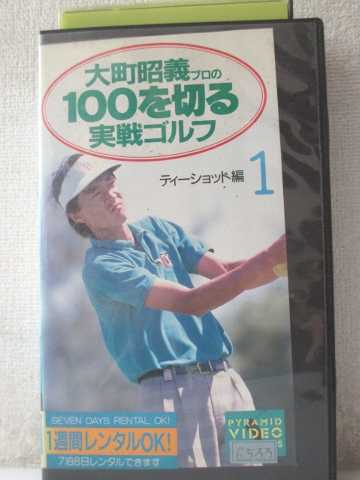 大町昭義プロの
100を切る
実戦ゴルフ
ティーショット編 1
SEVEN DAYS RENTAL OK!
1週間レンタルOK!
7泊8日レンタルできます
PYRAMID
VIDEO